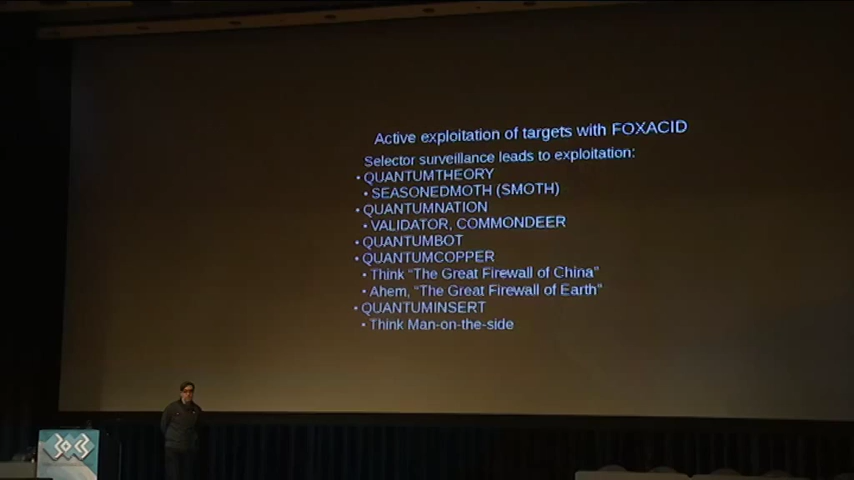 Active exploitation of targets with FOXACID
Selector surveillance leads to exploitation:
• QUANTUMTHEORY
• SEASONEDMOTH (SMOTH)
• QUANTUMNATION
• VALIDATOR, COMMONDEER
• QUANTUMBOT
• QUANTUMCOPPER
• Think “The Great Firewall of China”
• Ahem, “The Great Firewall of Earth”
• QUANTUMINSERT
• Think Man-on-the-side
30C3